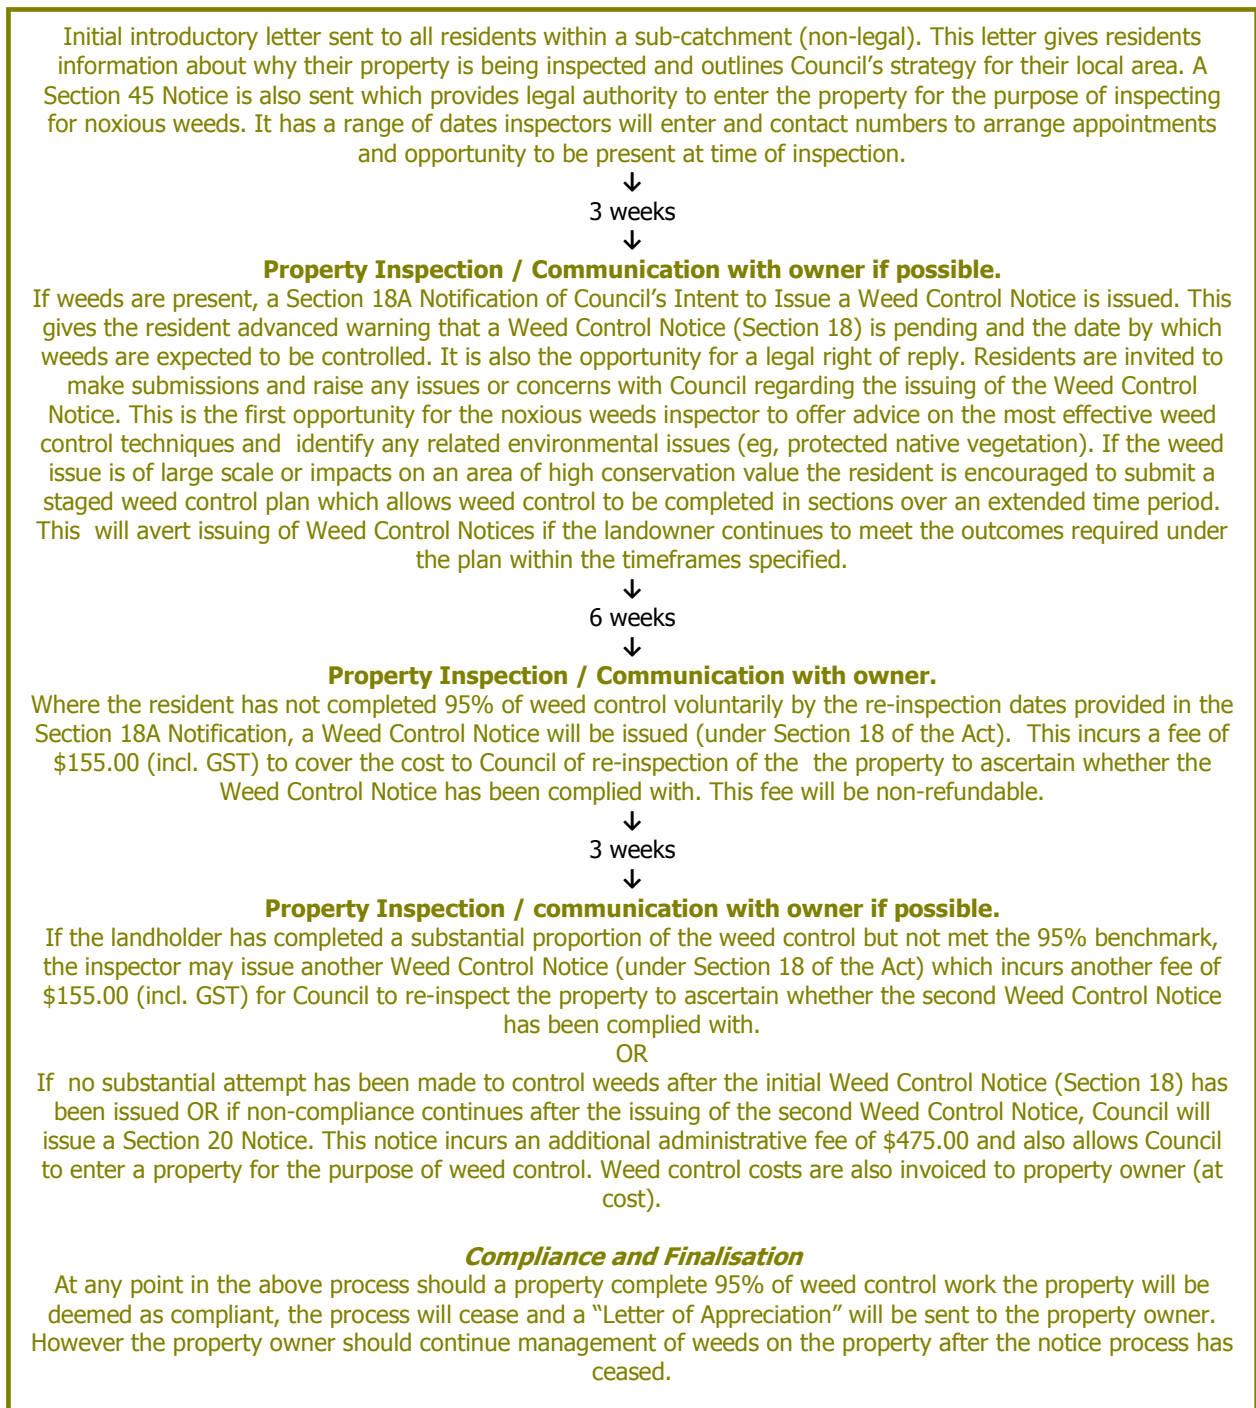 Initial introductory letter sent to all residents within a sub-catchment (non-legal). This letter gives residents
information about why their property is being inspected and outlines Council's strategy for their local area. A
Section 45 Notice is also sent which provides legal authority to enter the property for the purpose of inspecting
for noxious weeds. It has a range of dates inspectors will enter and contact numbers to arrange appointments
and opportunity to be present at time of inspection.
↓
3 weeks
↓
Property Inspection / Communication with owner if possible.
If weeds are present, a Section 18A Notification of Council's Intent to Issue a Weed Control Notice is issued. This
gives the resident advanced warning that a Weed Control Notice (Section 18) is pending and the date by which
weeds are expected to be controlled. It is also the opportunity for a legal right of reply. Residents are invited to
make submissions and raise any issues or concerns with Council regarding the issuing of the Weed Control
Notice. This is the first opportunity for the noxious weeds inspector to offer advice on the most effective weed
control techniques and  identify any related environmental issues (eg, protected native vegetation). If the weed
issue is of large scale or impacts on an area of high conservation value the resident is encouraged to submit a
staged weed control plan which allows weed control to be completed in sections over an extended time period.
This  will avert issuing of Weed Control Notices if the landowner continues to meet the outcomes required under
the plan within the timeframes specified.
↓
6 weeks
↓
Property Inspection / Communication with owner.
Where the resident has not completed 95% of weed control voluntarily by the re-inspection dates provided in the
Section 18A Notification, a Weed Control Notice will be issued (under Section 18 of the Act).  This incurs a fee of
$155.00 (incl. GST) to cover the cost to Council of re-inspection of the  the property to ascertain whether the
Weed Control Notice has been complied with. This fee will be non-refundable.
↓
3 weeks
↓
Property Inspection / communication with owner if possible.
If the landholder has completed a substantial proportion of the weed control but not met the 95% benchmark,
the inspector may issue another Weed Control Notice (under Section 18 of the Act) which incurs another fee of
$155.00 (incl. GST) for Council to re-inspect the property to ascertain whether the second Weed Control Notice
has been complied with.
OR
If  no substantial attempt has been made to control weeds after the initial Weed Control Notice (Section 18) has
been issued OR if non-compliance continues after the issuing of the second Weed Control Notice, Council will
issue a Section 20 Notice. This notice incurs an additional administrative fee of $475.00 and also allows Council
to enter a property for the purpose of weed control. Weed control costs are also invoiced to property owner (at
cost).
Compliance and Finalisation
At any point in the above process should a property complete 95% of weed control work the property will be
deemed as compliant, the process will cease and a "Letter of Appreciation" will be sent to the property owner.
However the property owner should continue management of weeds on the property after the notice process has
ceased.